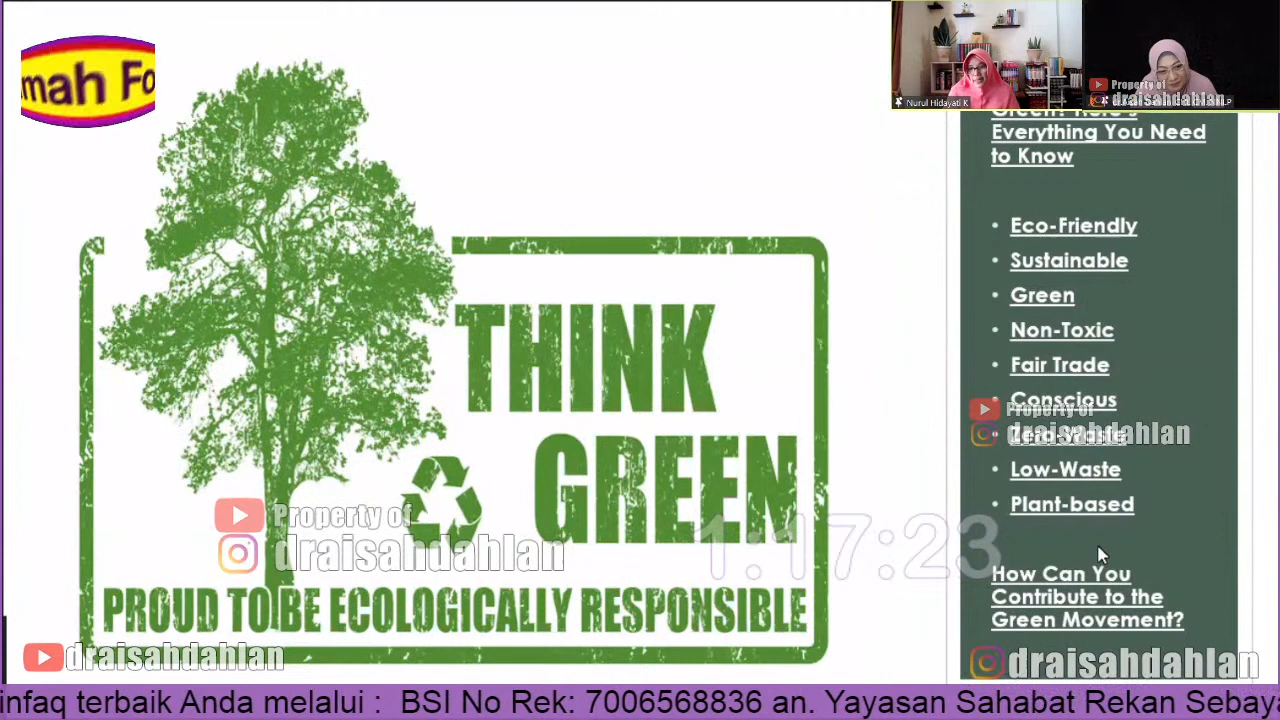 mah Fo
Nurul Hidayati K
Property of
draisahdahlan
Everything You Need
to Know
Eco-Friendly
Sustainable
Green
Non-Toxic
Fair Trade
Conscious
Property of
draisahdahlan
Low-Waste
Plant-based
How Can You
Contribute to the
Green Movement?
THINK
GREEN
PROUD TO BE ECOLOGICALLY RESPONSIBLE
Property of
draisahdahlan
1:17:23
draisahdahlan
draisahdahlan
infaq terbaik Anda melalui : BSI No Rek: 7006568836 an. Yayasan Sahabat Rekan Sebaya